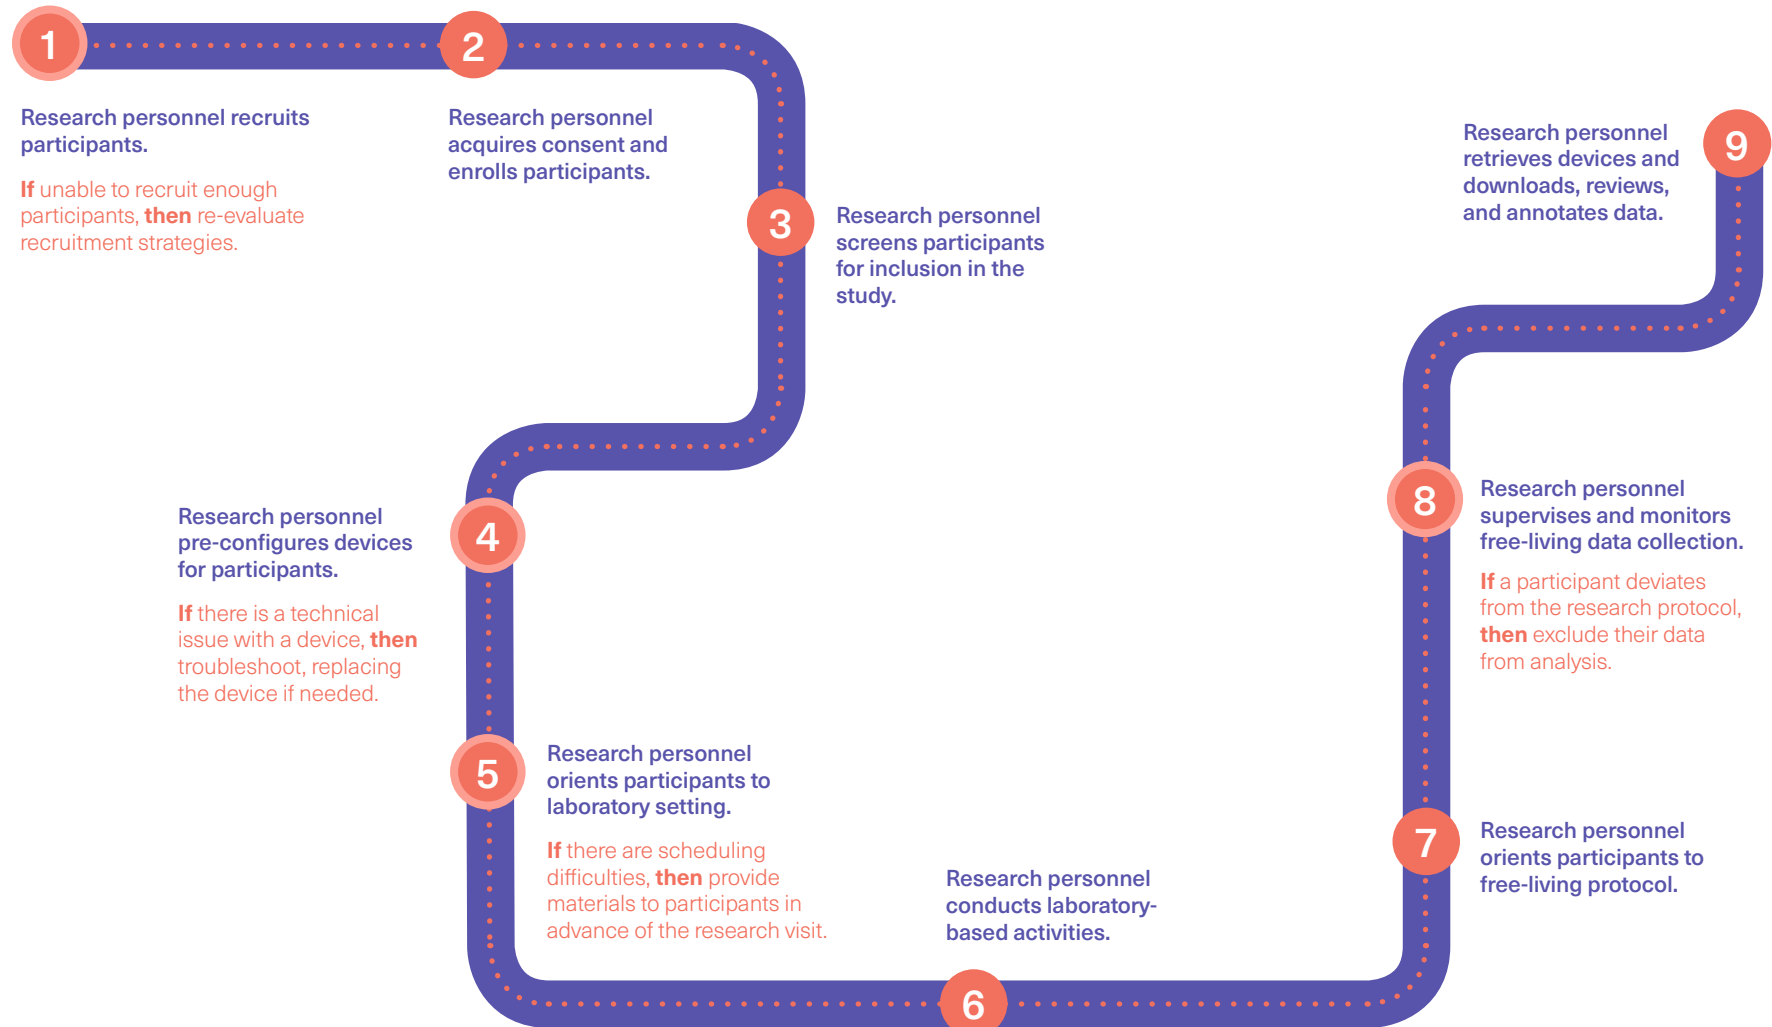 1
Research personnel recruits
participants.
If unable to recruit enough
participants, then re-evaluate
recruitment strategies.
2
Research personnel
acquires consent and
enrolls participants.
3
Research personnel
screens participants
for inclusion in the
study.
4
Research personnel
pre-configures devices
for participants.
If there is a technical
issue with a device, then
troubleshoot, replacing
the device if needed.
5
Research personnel
orients participants to
laboratory setting.
If there are scheduling
difficulties, then provide
materials to participants in
advance of the research visit.
6
Research personnel
conducts laboratory-
based activities.
7
Research personnel
orients participants to
free-living protocol.
8
Research personnel
supervises and monitors
free-living data collection.
If a participant deviates
from the research protocol,
then exclude their data
from analysis.
9
Research personnel
retrieves devices and
downloads, reviews,
and annotates data.